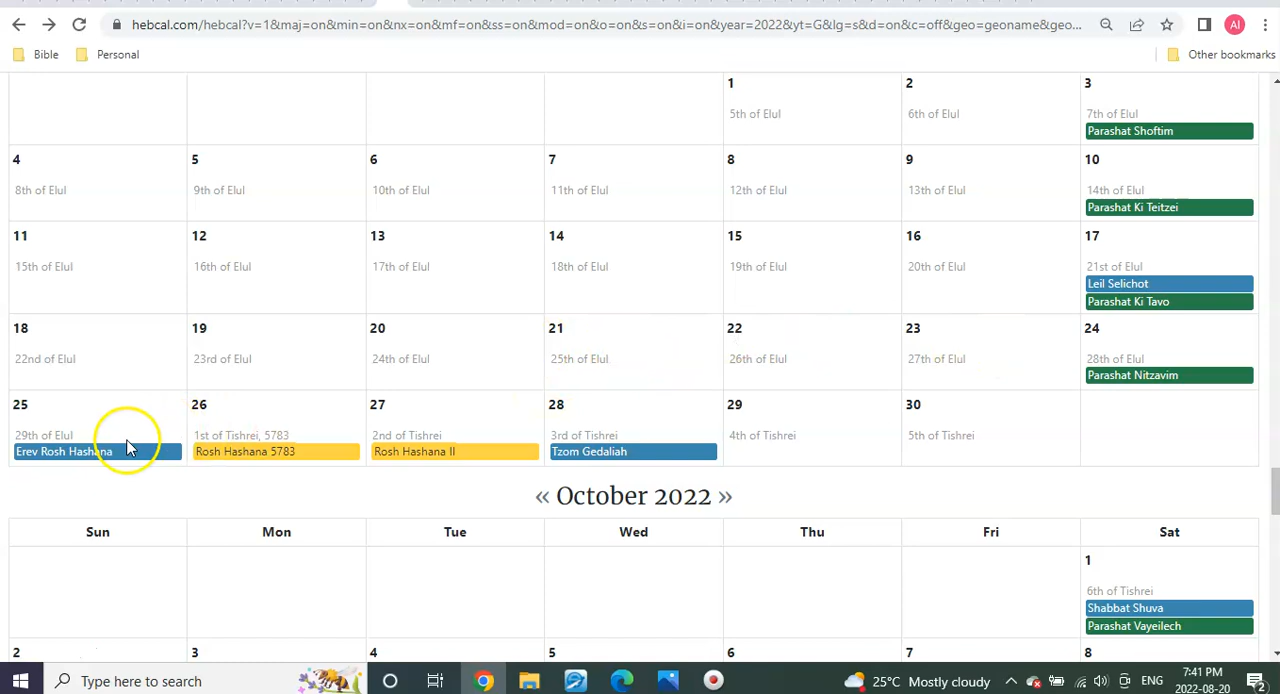 hebcal.com/hebcal?v=1&maj=on&min=on&nx=on&mf=on&ss=on&mod=on&o=on&s=on&i=on&year=2022&yt=G&lg=s&d=on&c=off&geo=geoname&geo...
AI
Bible Personal Other bookmarks
1 2 3
5th of Elul 6th of Elul 7th of Elul
Parashat Shoftim
4 5 6 7 8 9 10
8th of Elul 9th of Elul 10th of Elul 11th of Elul 12th of Elul 13th of Elul 14th of Elul
Parashat Ki Teitzei
11 12 13 14 15 16 17
15th of Elul 16th of Elul 17th of Elul 18th of Elul 19th of Elul 20th of Elul 21st of Elul
Leil Selichot
Parashat Ki Tavo
18 19 20 21 22 23 24
22nd of Elul 23rd of Elul 24th of Elul 25th of Elul 26th of Elul 27th of Elul 28th of Elul
Parashat Nitzavim
25 26 27 28 29 30
29th of Elul 1st of Tishrei, 5783 2nd of Tishrei 3rd of Tishrei 4th of Tishrei 5th of Tishrei
Erev Rosh Hashana Rosh Hashana 5783 Rosh Hashana II Tzom Gedaliah
« October 2022 »
Sun Mon Tue Wed Thu Fri Sat
1
6th of Tishrei
Shabbat Shuva
Parashat Vayeilech
2 3 4 5 6 7 8
Type here to search 25°C Mostly cloudy ENG 7:41 PM
2022-08-20 2